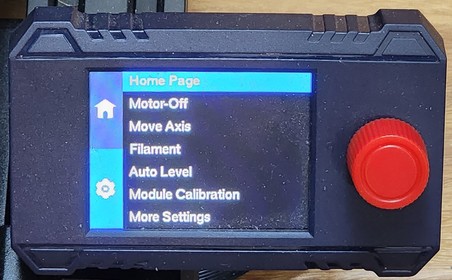 Home Page
Motor-Off
Move Axis
Filament
Auto Level
Module Calibration
More Settings